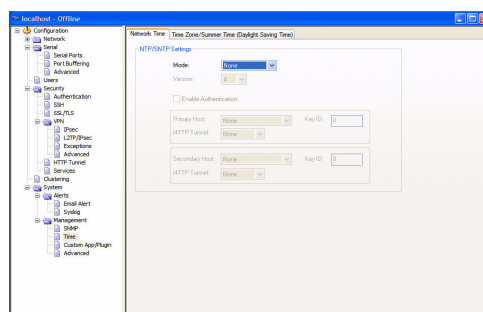 localhost - Offline
Configuration
Network
Serial
Serial Ports
Port Buffering
Advanced
Users
Security
Authentication
SSH
SSL/TLS
VPN
IPsec
L2TP/IPsec
Exceptions
Advanced
HTTP Tunnel
Services
Clustering
System
Alerts
Email Alert
Syslog
Management
SNMP
Time
Custom App/Plugin
Advanced
Network Time Time Zone/Summer Time (Daylight Saving Time)
NTP/SNTP Settings
Mode: None
Version: 4
Enable Authentication
Primary Host: None Key ID: 0
HTTP Tunnel: None
Secondary Host: None Key ID: 0
HTTP Tunnel: None